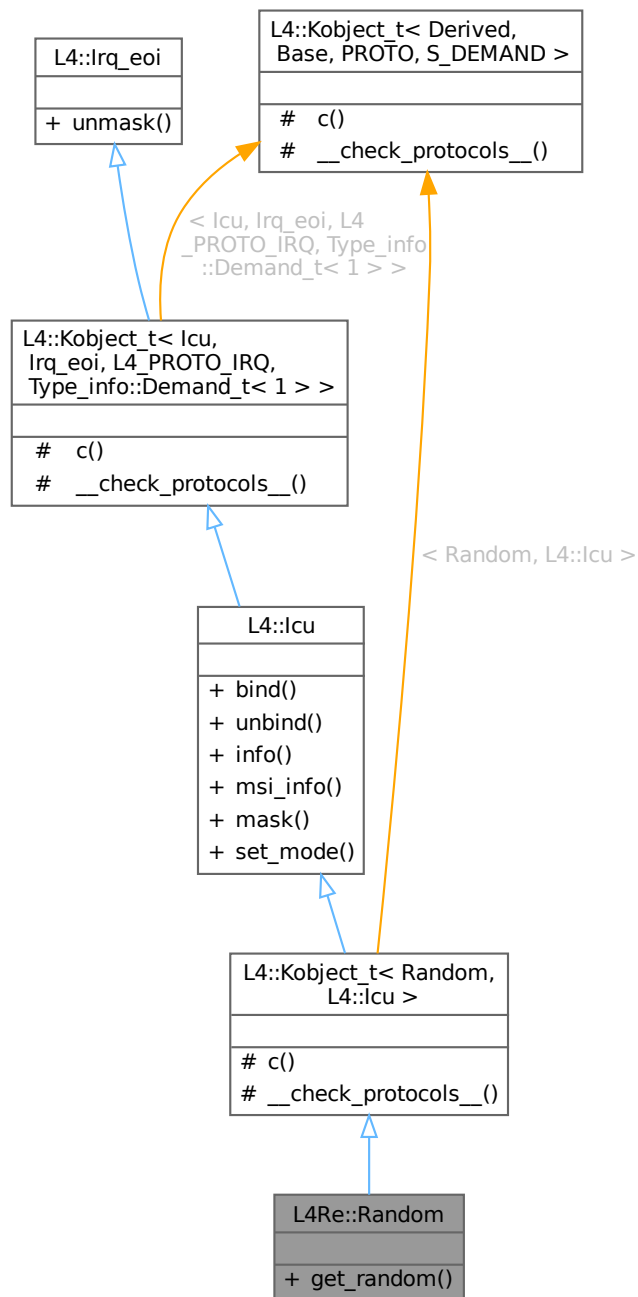 L4::Irq_eoi
+ unmask()
L4::Kobject_t< Derived,
Base, PROTO, S_DEMAND >
# c()
# __check_protocols__()
< Icu, Irq_eoi, L4
_PROTO_IRQ, Type_info
::Demand_t< 1 > >
L4::Kobject_t< Icu,
Irq_eoi, L4_PROTO_IRQ,
Type_info::Demand_t< 1 > >
# c()
# __check_protocols__()
< Random, L4::Icu >
L4::Icu
+ bind()
+ unbind()
+ info()
+ msi_info()
+ mask()
+ set_mode()
L4::Kobject_t< Random,
L4::Icu >
# c()
# __check_protocols__()
L4Re::Random
+ get_random()